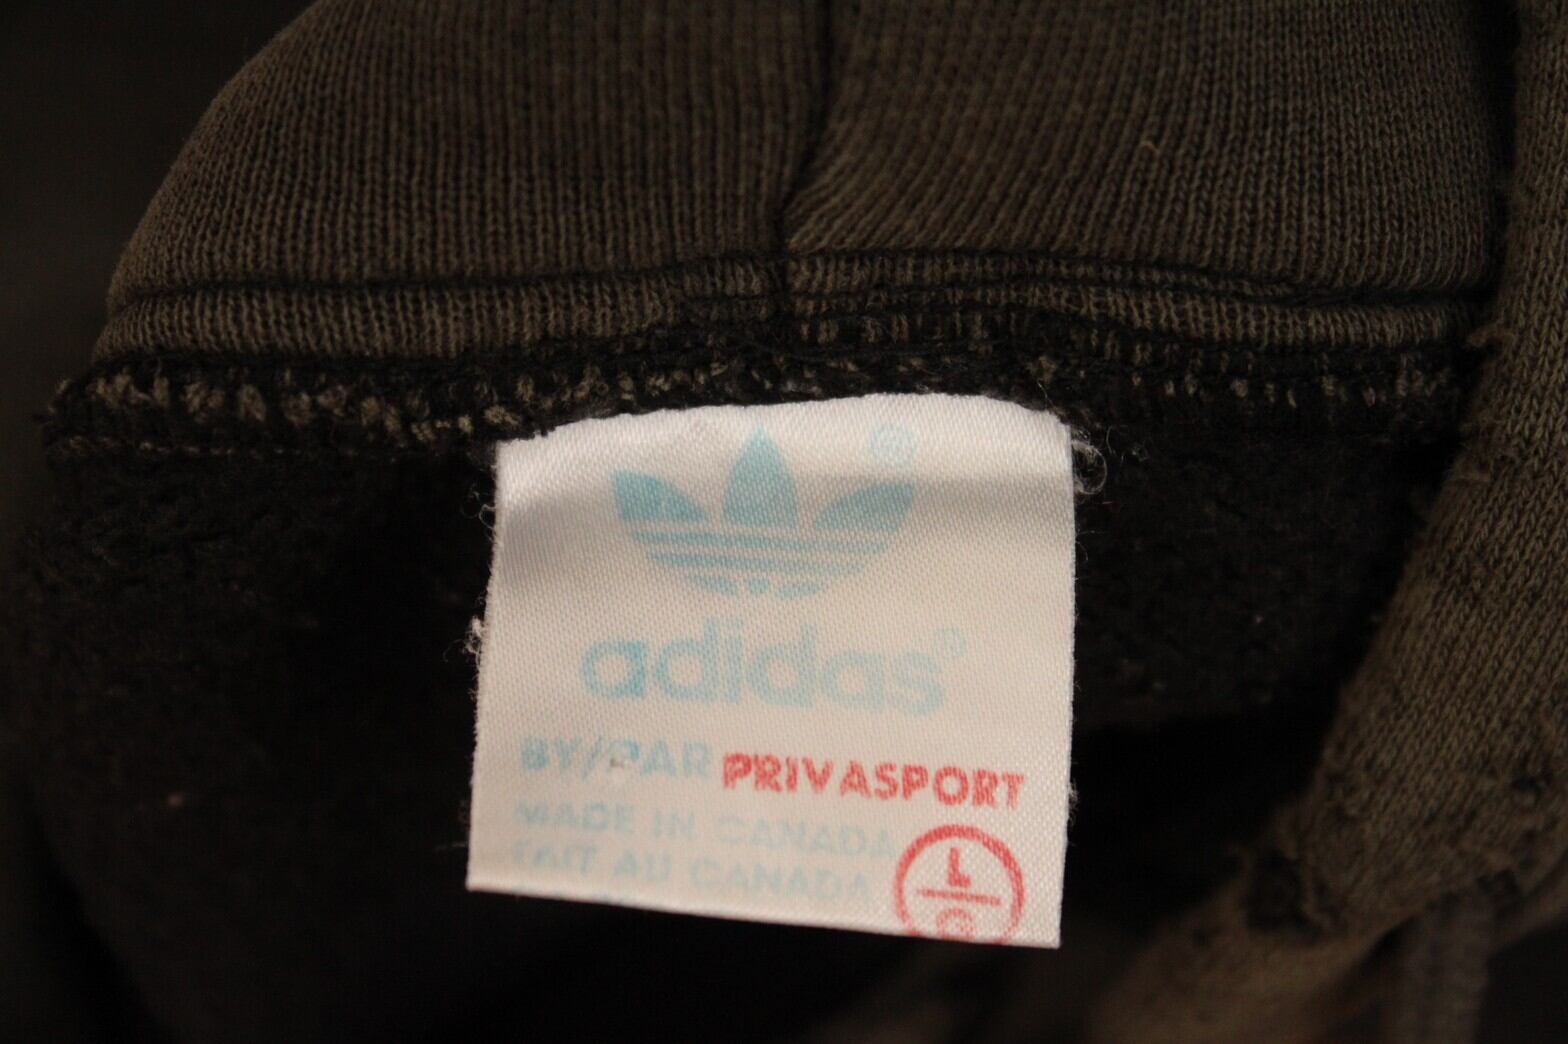 ®
adidas®
BY/PAR PRIVASPORT
MADE IN CANADA
FAIT AU CANADA
L
G